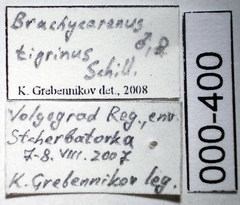 Brachycarenus
tigrinus ♂,♀
Schill.
K. Grebennikov det., 2008
Volgograd Reg., env.
Stcherbatovka
7-8. VIII. 2007
K. Grebennikov leg.
000-400